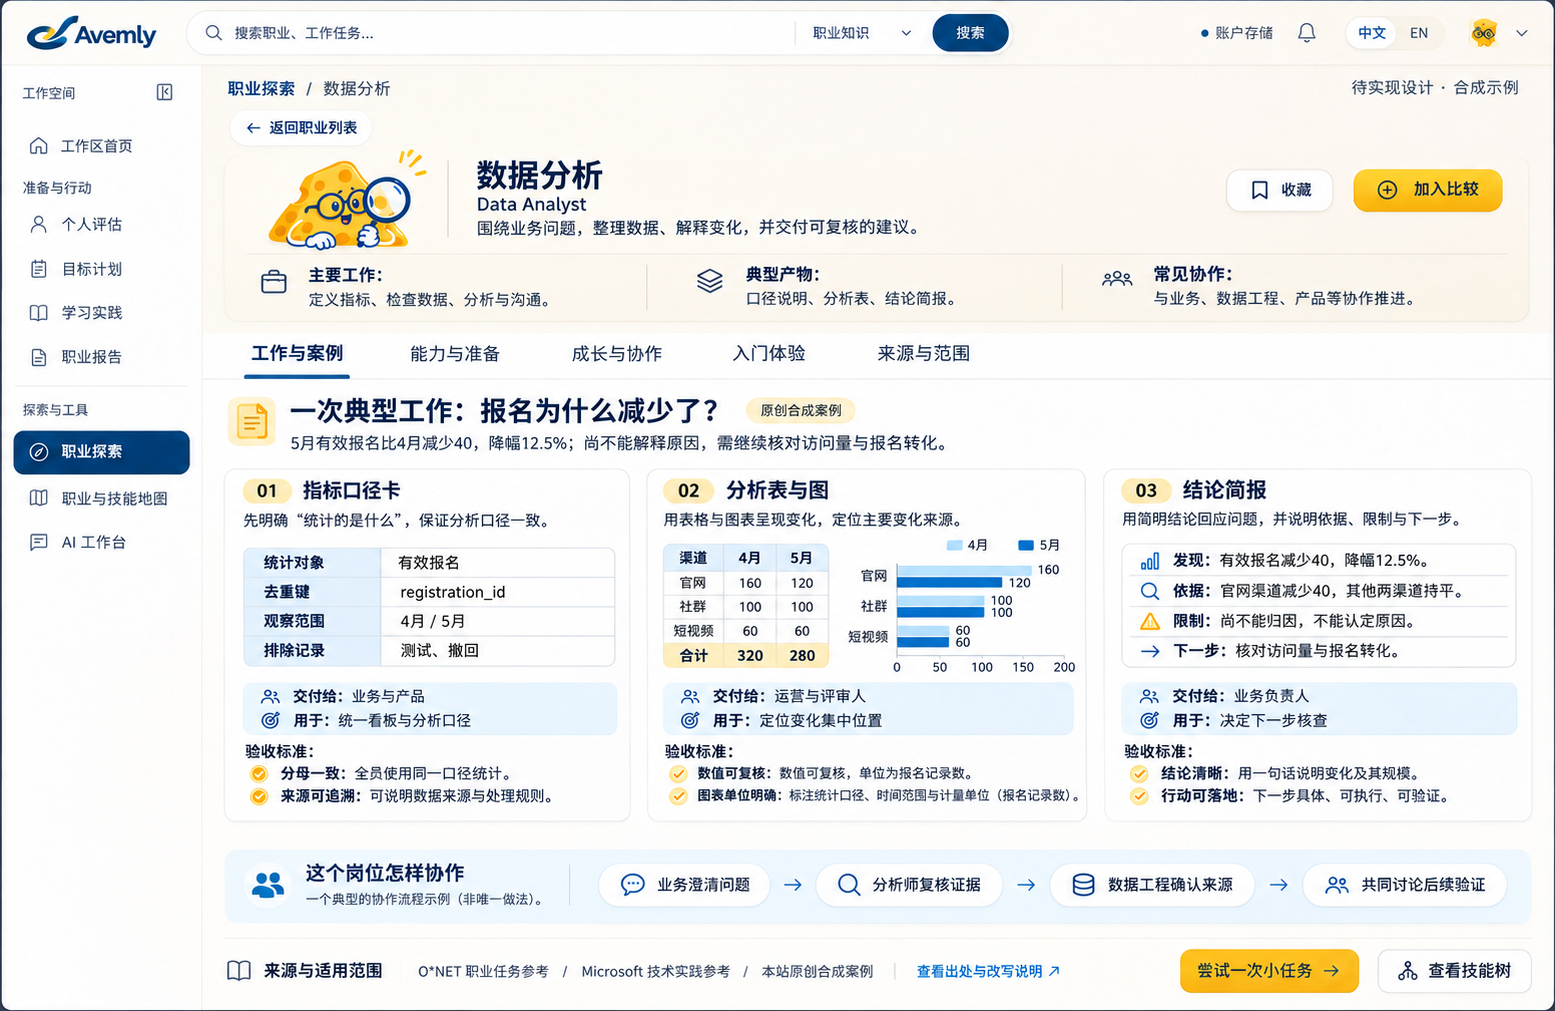 Avemly
搜索职业、工作任务...
职业知识
搜索
账户存储
中文
EN
工作空间
工作区首页
准备与行动
个人评估
目标计划
学习实践
职业报告
探索与工具
职业探索
职业与技能地图
AI 工作台
职业探索 / 数据分析
待实现设计 · 合成示例
← 返回职业列表
数据分析
Data Analyst
围绕业务问题，整理数据、解释变化，并交付可复核的建议。
收藏
加入比较
主要工作：
定义指标、检查数据、分析与沟通。
典型产物：
口径说明、分析表、结论简报。
常见协作：
与业务、数据工程、产品等协作推进。
工作与案例
能力与准备
成长与协作
入门体验
来源与范围
一次典型工作：报名为什么减少了？
原创合成案例
5月有效报名比4月减少40，降幅12.5%；尚不能解释原因，需继续核对访问量与报名转化。
01 指标口径卡
先明确“统计的是什么”，保证分析口径一致。
统计对象 有效报名
去重键 registration_id
观察范围 4月 / 5月
排除记录 测试、撤回
交付给：业务与产品
用于：统一看板与分析口径
验收标准：
分母一致：全员使用同一口径统计。
来源可追溯：可说明数据来源与处理规则。
02 分析表与图
用表格与图表呈现变化，定位主要变化来源。
渠道 4月 5月
官网 160 120
社群 100 100
短视频 60 60
合计 320 280
4月 5月
官网 160
120
社群 100
100
短视频 60
60
0 50 100 150 200
交付给：运营与评审人
用于：定位变化集中位置
验收标准：
数值可复核：数值可复核，单位为报名记录数。
图表单位明确：标注统计口径、时间范围与计量单位（报名记录数）。
03 结论简报
用简明结论回应问题，并说明依据、限制与下一步。
发现：有效报名减少40，降幅12.5%。
依据：官网渠道减少40，其他两渠道持平。
限制：尚不能归因，不能认定原因。
下一步：核对访问量与报名转化。
交付给：业务负责人
用于：决定下一步核查
验收标准：
结论清晰：用一句话说明变化及其规模。
行动可落地：下一步具体、可执行、可验证。
这个岗位怎样协作
一个典型的协作流程示例（非唯一做法）。
业务澄清问题 → 分析师复核证据 → 数据工程确认来源 → 共同讨论后续验证
来源与适用范围
O*NET 职业任务参考 / Microsoft 技术实践参考 / 本站原创合成案例
查看出处与改写说明 ↗
尝试一次小任务 →
查看技能树